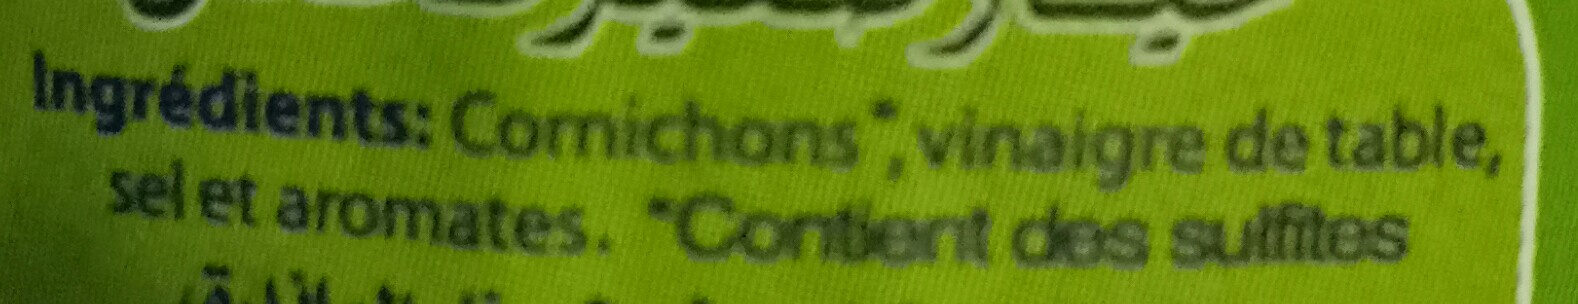 Ingrédients: Cornichons*, vinaigre de table,
sel et aromates. *Contient des sulfites